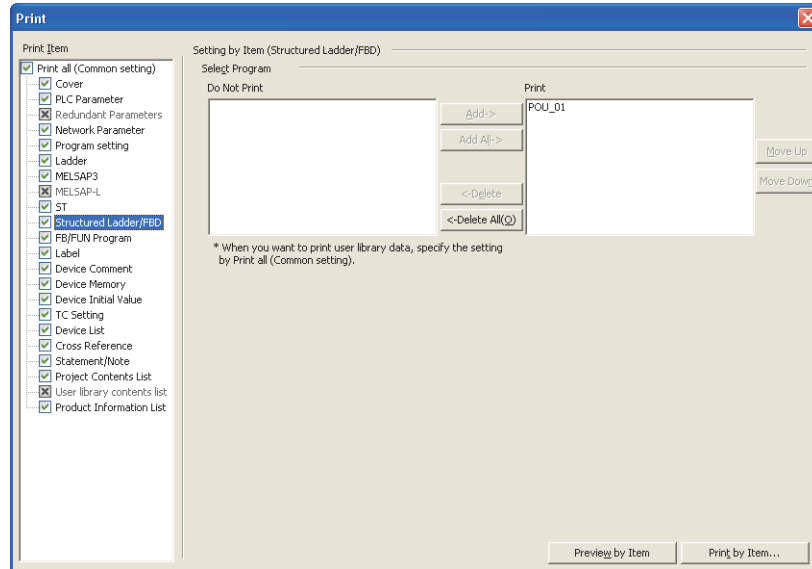 Print
Print Item
Print all (Common setting)
Cover
PLC Parameter
Redundant Parameters
Network Parameter
Program setting
Ladder
MELSAP3
MELSAP-L
ST
Structured Ladder/FBD
FB/FUN Program
Label
Device Comment
Device Memory
Device Initial Value
TC Setting
Device List
Cross Reference
Statement/Note
Project Contents List
User library contents list
Product Information List
Setting by Item (Structured Ladder/FBD)
Select Program
Do Not Print
Print
POU_01
Add->
Add All->
<-Delete
<-Delete All(O)
Move Up
Move Down
* When you want to print user library data, specify the setting
by Print all (Common setting).
Preview by Item
Print by Item...